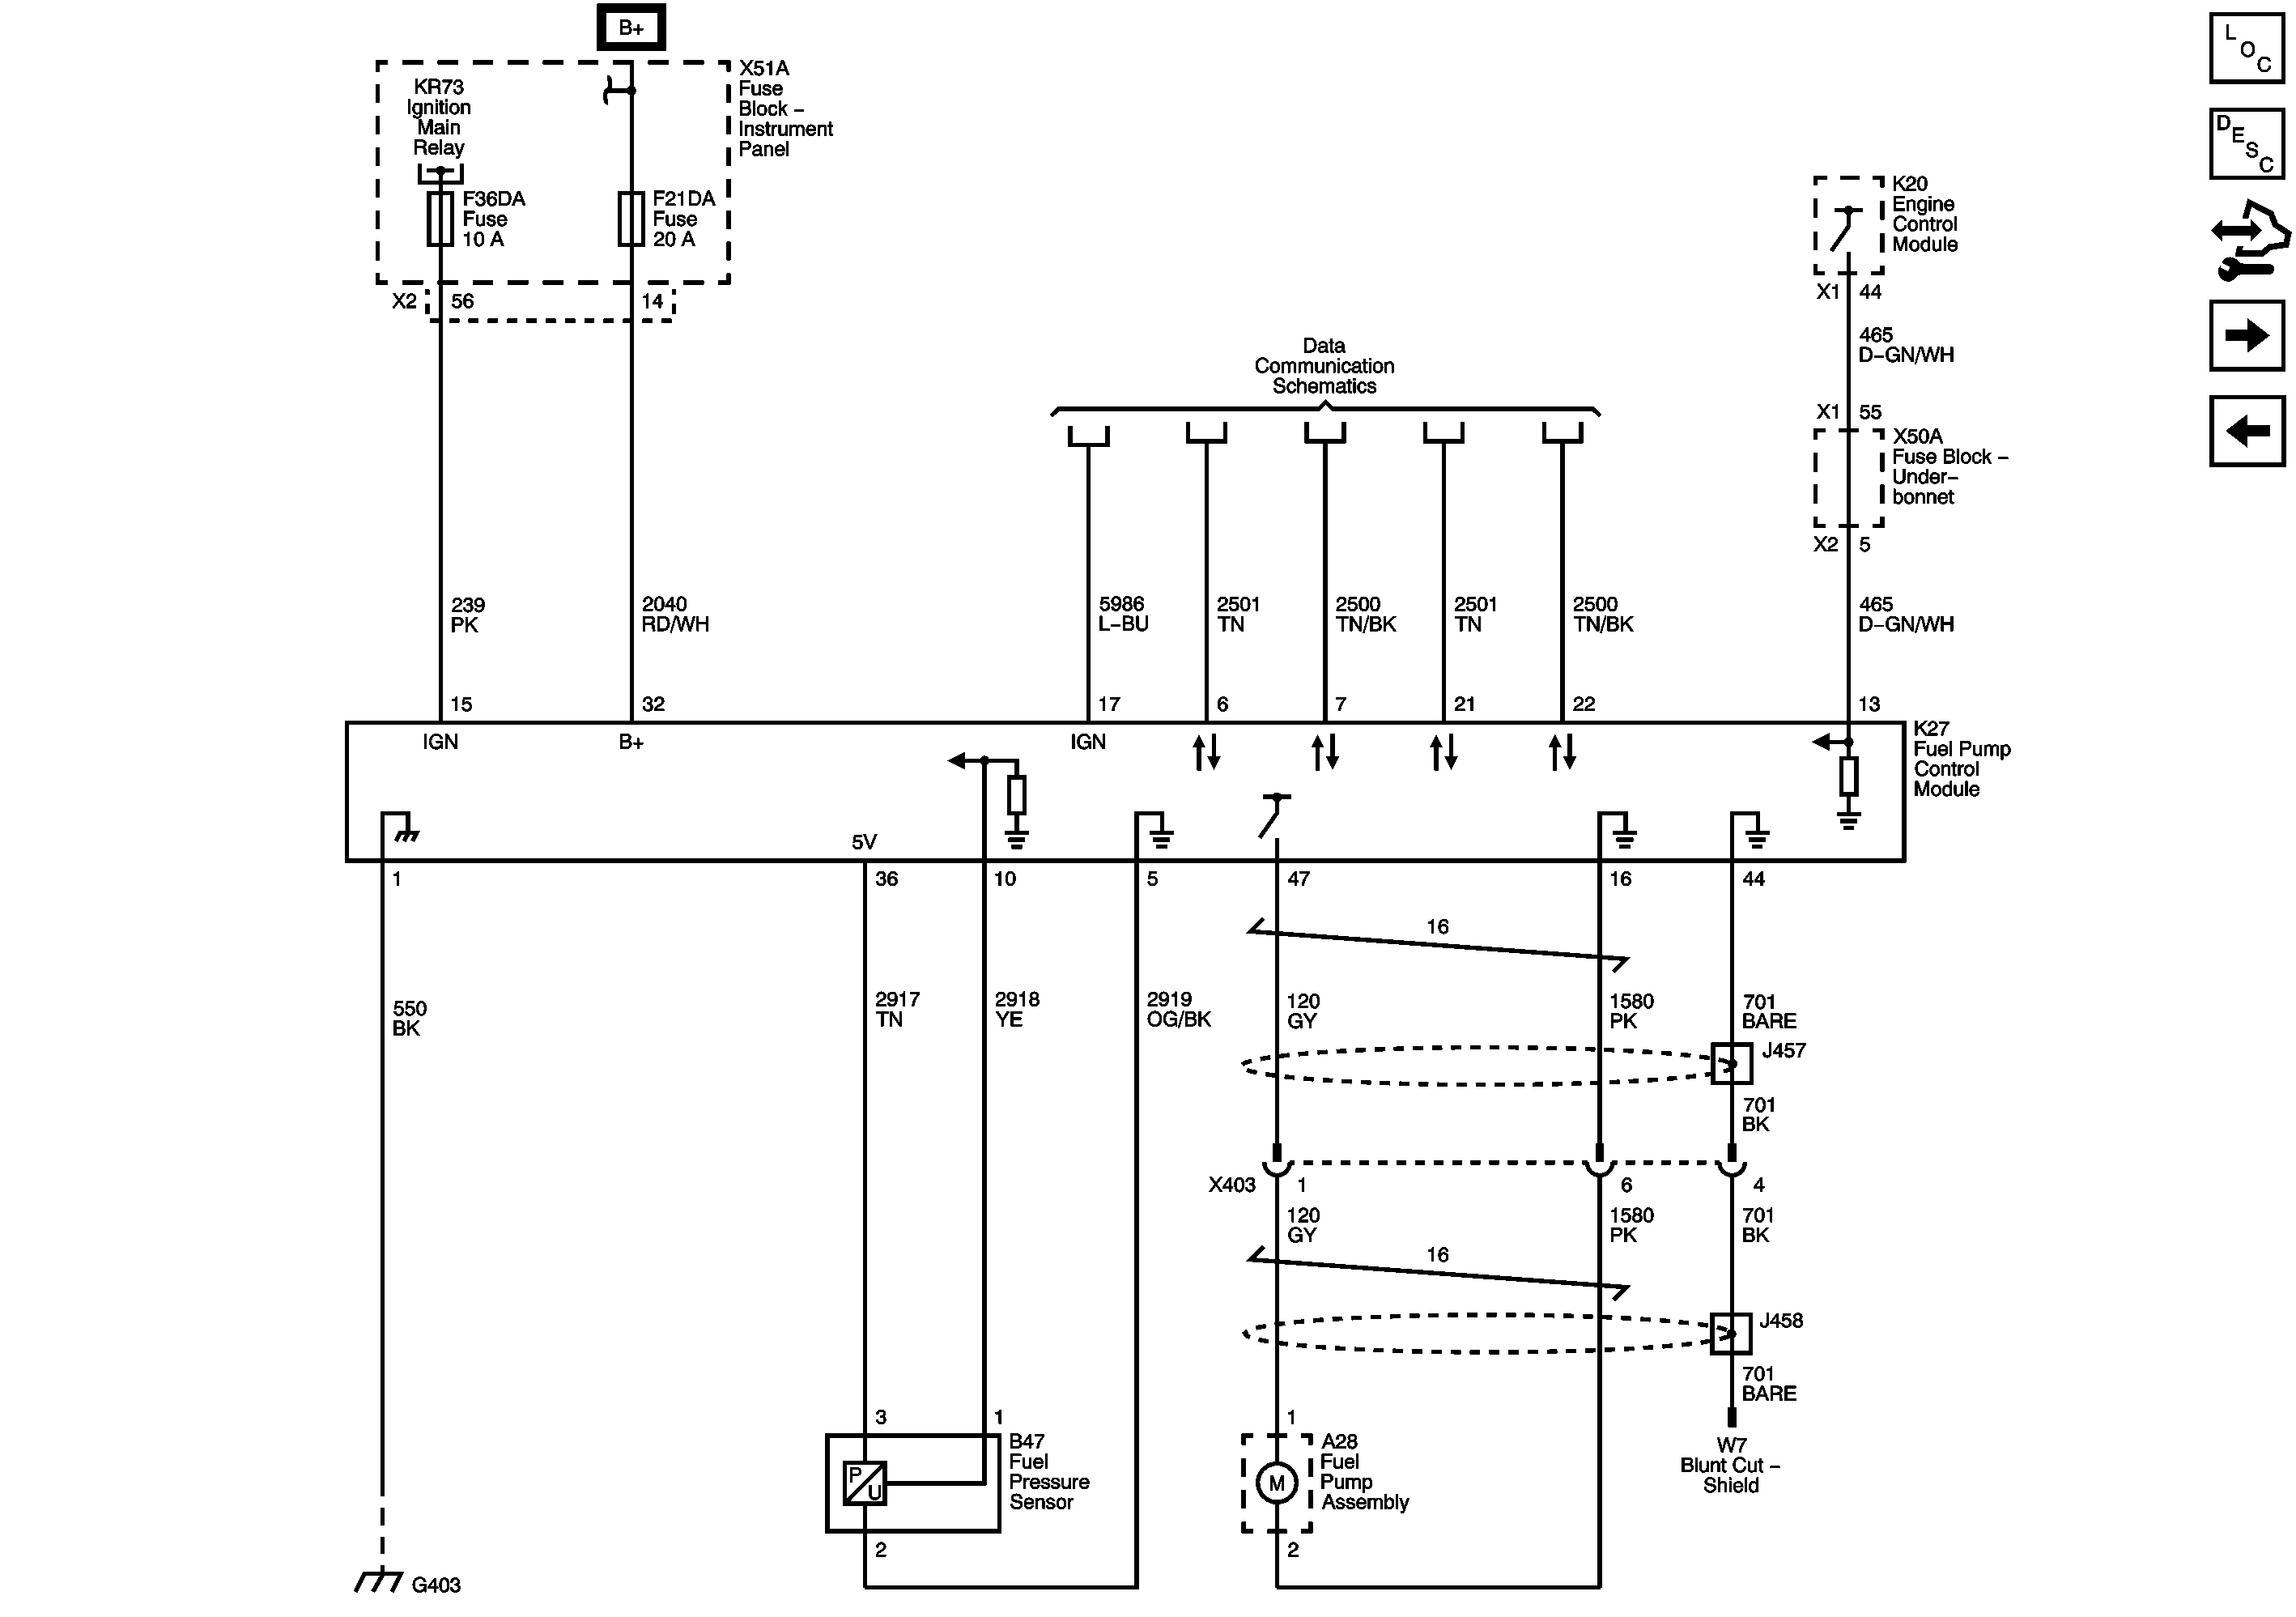 B+
X51A
Fuse
Block –
Instrument
Panel
KR73
Ignition
Main
Relay
F36DA
Fuse
10 A
F21DA
Fuse
20 A
X2
56
14
LOC
DESC
K20
Engine
Control
Module
X1
44
465
D–GN/WH
X1
55
X50A
Fuse Block –
Under–
bonnet
X2
5
Data
Communication
Schematics
239
PK
2040
RD/WH
5986
L–BU
2501
TN
2500
TN/BK
2501
TN
2500
TN/BK
465
D–GN/WH
15
32
17
6
7
21
22
13
IGN
B+
IGN
K27
Fuel Pump
Control
Module
5V
1
36
10
5
47
16
44
16
550
BK
2917
TN
2918
YE
2919
OG/BK
120
GY
1580
PK
701
BARE
J457
701
BK
X403
1
6
4
120
GY
1580
PK
701
BK
16
J458
701
BARE
W7
Blunt Cut –
Shield
3
1
B47
Fuel
Pressure
Sensor
P
U
2
1
A28
Fuel
Pump
Assembly
M
2
G403